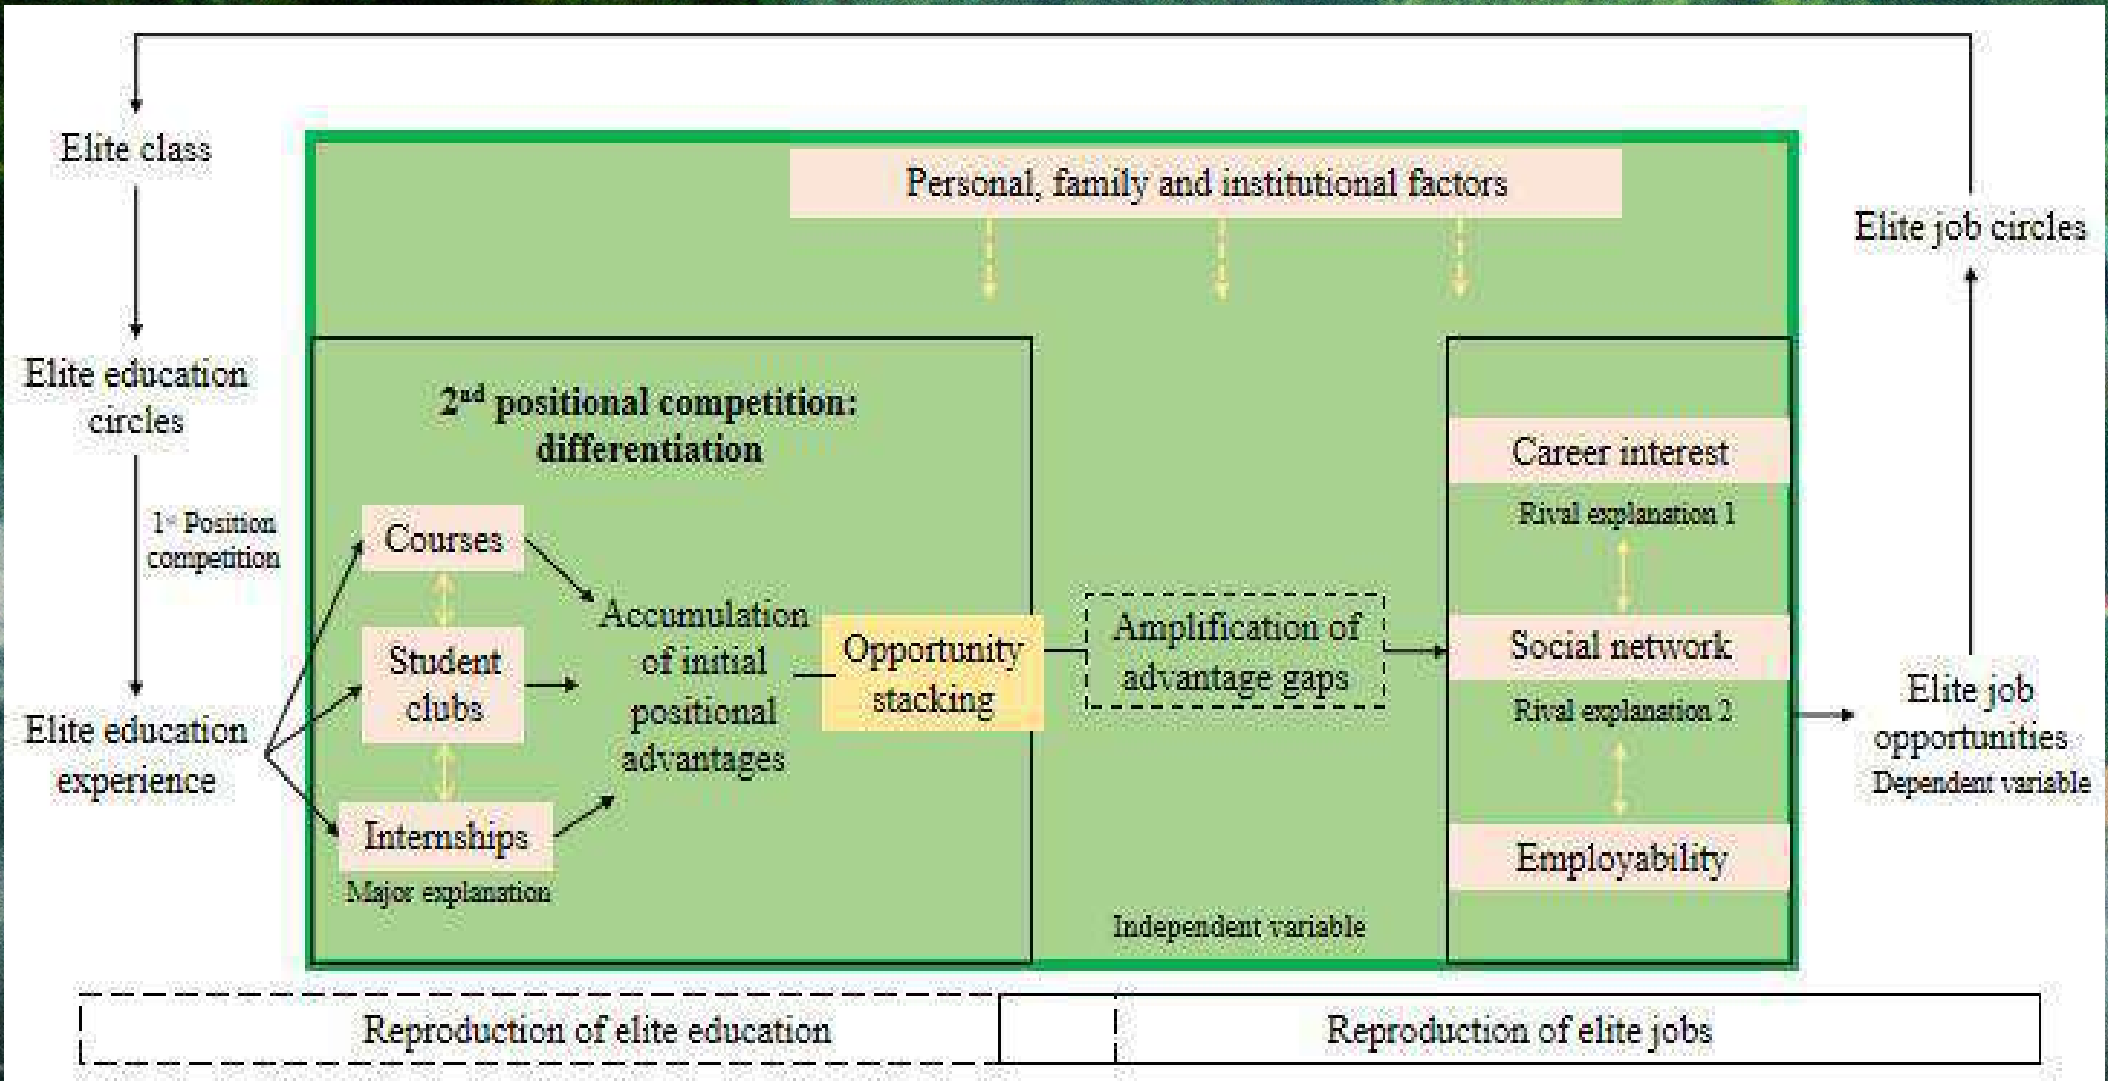 Elite class
Personal, family and institutional factors
Elite job circles
Elite education
circles
1st Position
competition
Elite education
experience
2nd positional competition:
differentiation
Courses
Student
clubs
Internships
Major explanation
Accumulation
of initial
positional
advantages
Opportunity
stacking
Amplification of
advantage gaps
Independent variable
Career interest
Rival explanation 1
Social network
Rival explanation 2
Employability
Elite job
opportunities
Dependent variable
Reproduction of elite education
Reproduction of elite jobs